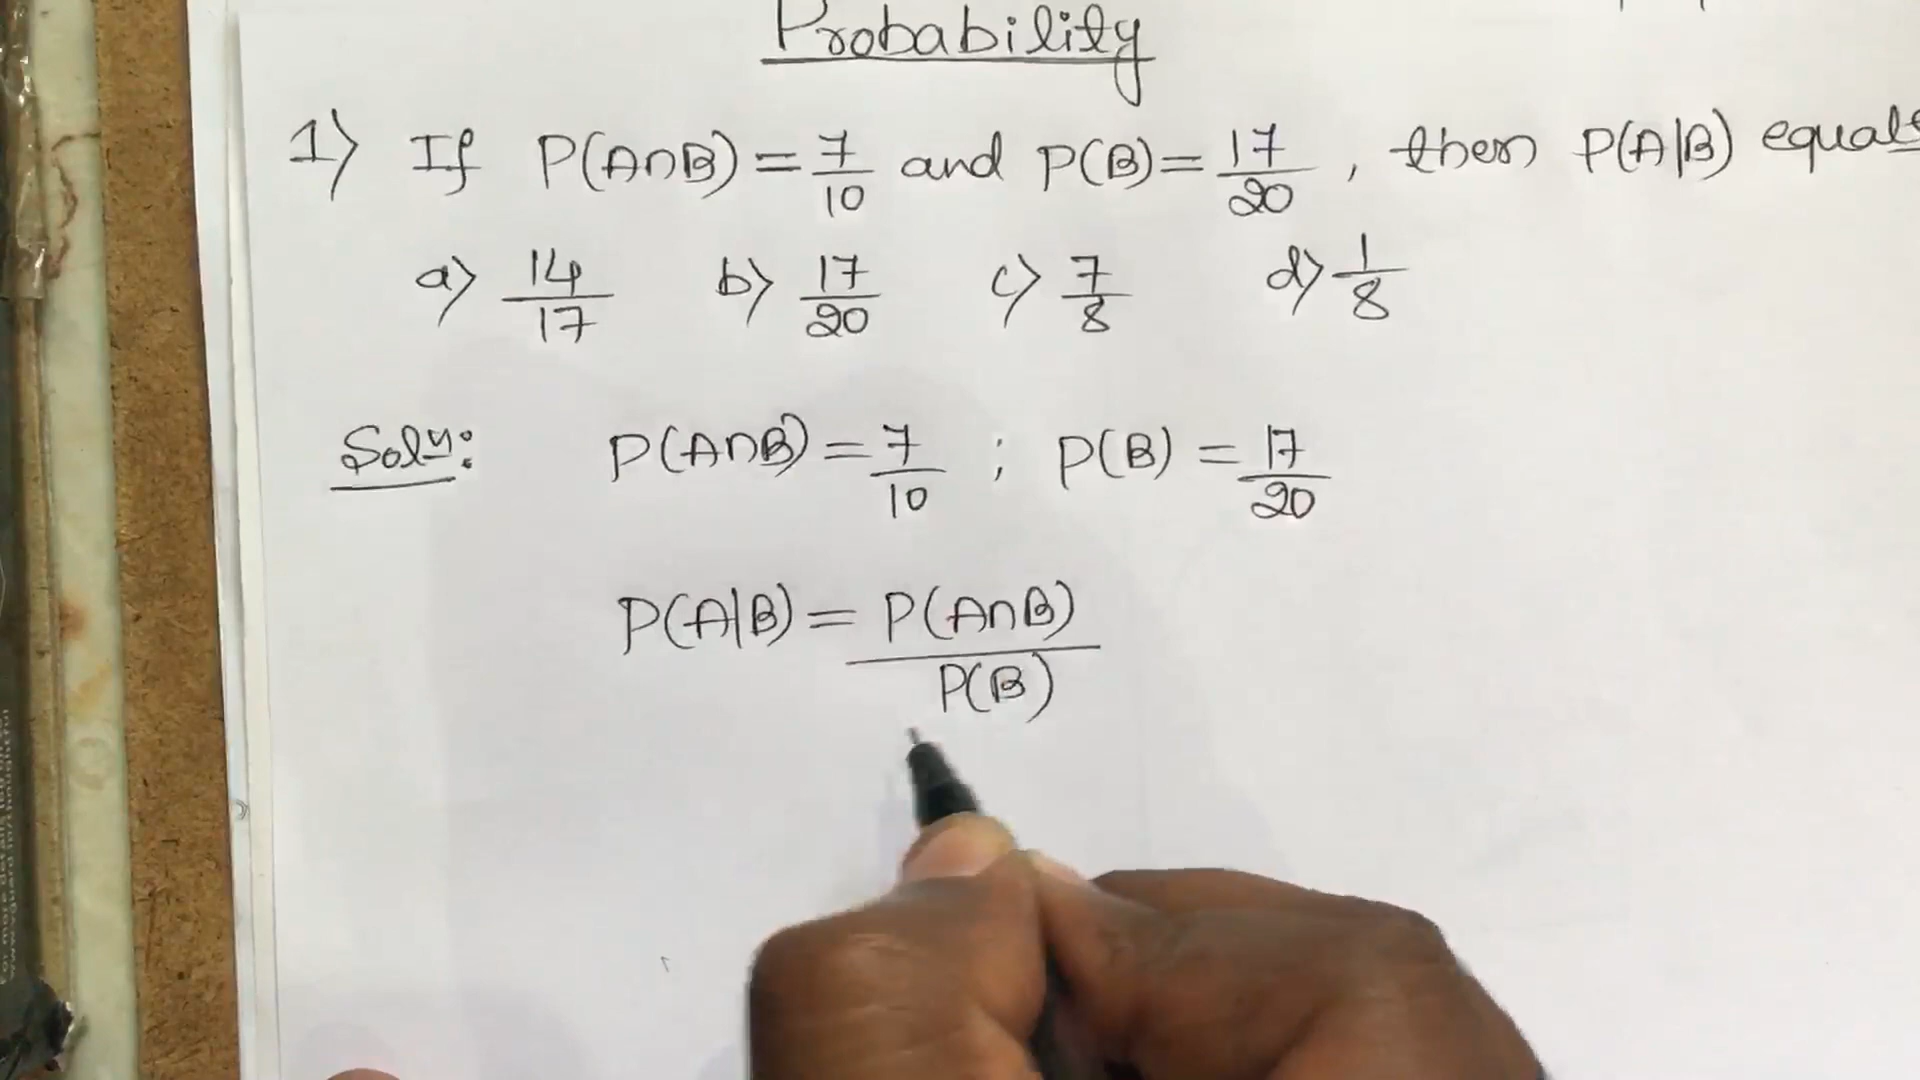 Probability
1) If P(A∩B) = 7/10 and P(B) = 17/20, then P(A|B) equals
a) 14/17 b) 17/20 c) 7/8 d) 1/8
Soln: P(A∩B) = 7/10 ; P(B) = 17/20
P(A|B) = P(A∩B)/P(B)